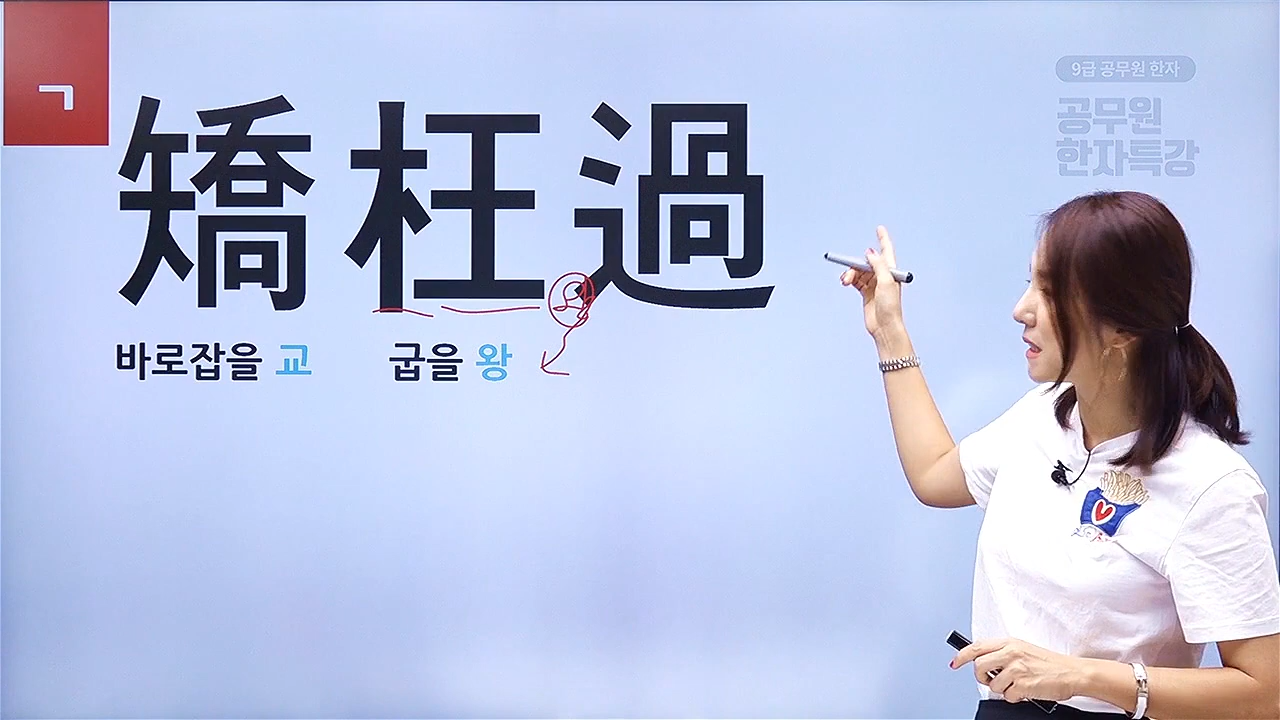 ㄱ
矯枉過
바로잡을 교 굽을 왕
9급 공무원 한자
공무원
한자특강